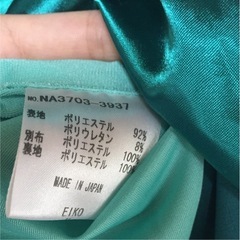 NO. NA3703-3937
表地 ポリエステル 92%
ポリウレタン 8%
別布 ポリエステル 100%
裏地 ポリエステル 100%
MADE IN JAPAN
EIKO